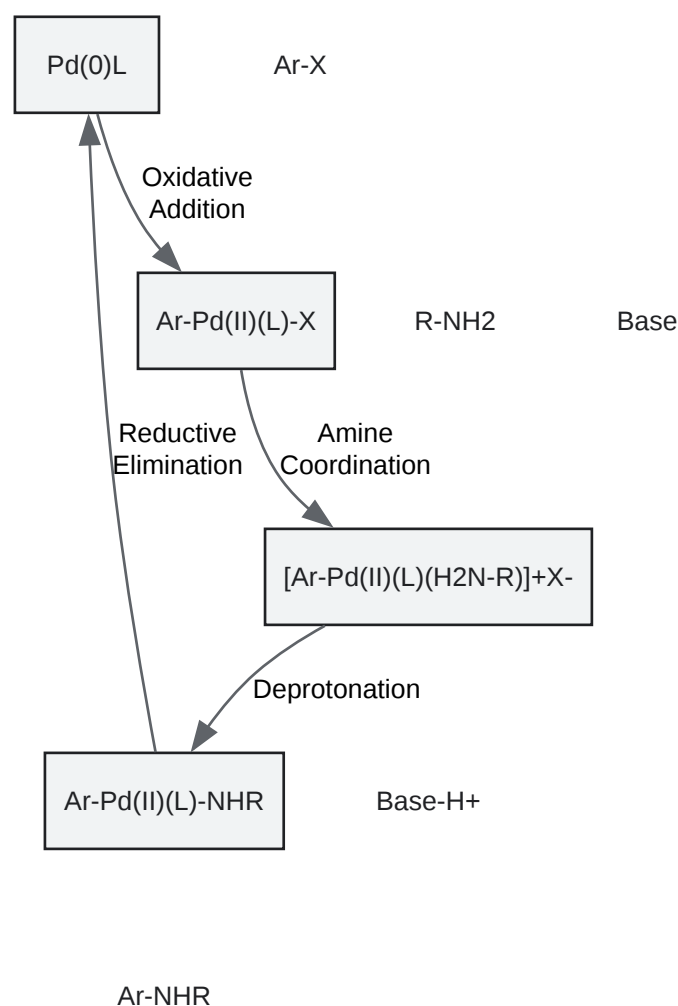 Pd(0)L
Ar-X
Oxidative
Addition
Ar-Pd(II)(L)-X
R-NH2
Base
Reductive
Elimination
Amine
Coordination
[Ar-Pd(II)(L)(H2N-R)]+X-
Deprotonation
Ar-Pd(II)(L)-NHR
Base-H+
Ar-NHR